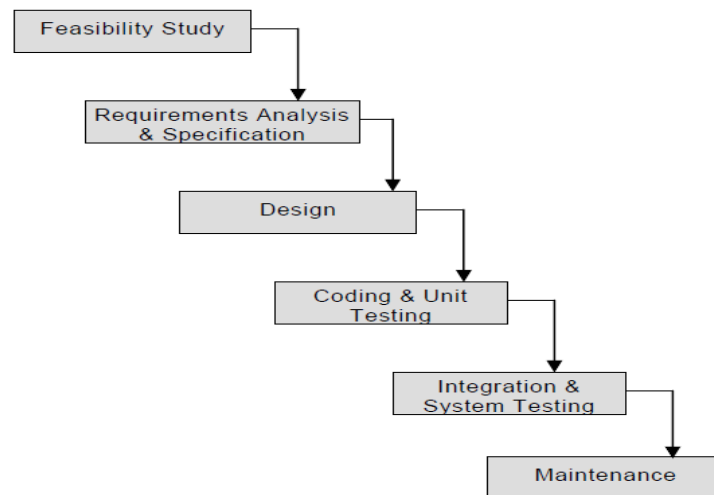 Feasibility Study
Requirements Analysis
& Specification
Design
Coding & Unit
Testing
Integration &
System Testing
Maintenance